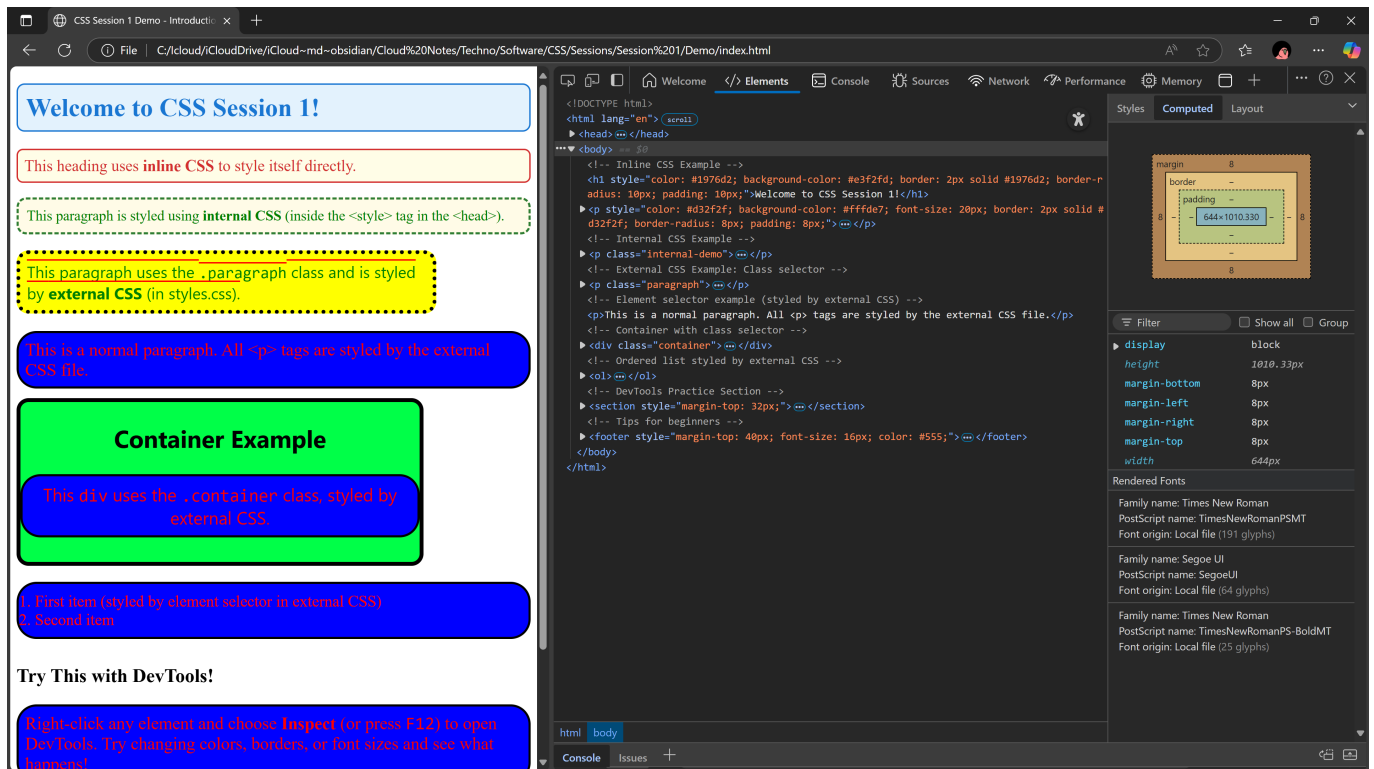 CSS Session 1 Demo - Introductio
File
C:/Icloud/iCloudDrive/iCloud~md~obsidian/Cloud%20Notes/Techno/Software/CSS/Sessions/Session%201/Demo/index.html
Welcome to CSS Session 1!
This heading uses inline CSS to style itself directly.
This paragraph is styled using internal CSS (inside the <style> tag in the <head>).
This paragraph uses the .paragraph class and is styled
by external CSS (in styles.css).
This is a normal paragraph. All <p> tags are styled by the external
CSS file.
Container Example
This div uses the .container class, styled by
external CSS.
1. First item (styled by element selector in external CSS)
2. Second item
Try This with DevTools!
Right-click any element and choose Inspect (or press F12) to open
DevTools. Try changing colors, borders, or font sizes and see what
happens!
Welcome
Elements
Console
Sources
Network
Performance
Memory
<!DOCTYPE html>
<html lang="en"> scroll
<head> ••• </head>
••• <body> == $0
<!-- Inline CSS Example -->
<h1 style="color: #1976d2; background-color: #e3f2fd; border: 2px solid #1976d2; border-r
adius: 10px; padding: 10px;">Welcome to CSS Session 1!</h1>
<p style="color: #d32f2f; background-color: #fffde7; font-size: 20px; border: 2px solid #
d32f2f; border-radius: 8px; padding: 8px;"> ••• </p>
<!-- Internal CSS Example -->
<p class="internal-demo"> ••• </p>
<!-- External CSS Example: Class selector -->
<p class="paragraph"> ••• </p>
<!-- Element selector example (styled by external CSS) -->
<p>This is a normal paragraph. All <p> tags are styled by the external CSS file.</p>
<!-- Container with class selector -->
<div class="container"> ••• </div>
<!-- Ordered list styled by external CSS -->
<ol> ••• </ol>
<!-- DevTools Practice Section -->
<section style="margin-top: 32px;"> ••• </section>
<!-- Tips for beginners -->
<footer style="margin-top: 40px; font-size: 16px; color: #555;"> ••• </footer>
</body>
</html>
html body
Console Issues
Styles Computed Layout
margin 8
border –
padding –
8 – – 644×1010.330 – – 8
–
–
8
Filter Show all Group
display block
height 1010.33px
margin-bottom 8px
margin-left 8px
margin-right 8px
margin-top 8px
width 644px
Rendered Fonts
Family name: Times New Roman
PostScript name: TimesNewRomanPSMT
Font origin: Local file (191 glyphs)
Family name: Segoe UI
PostScript name: SegoeUI
Font origin: Local file (64 glyphs)
Family name: Times New Roman
PostScript name: TimesNewRomanPS-BoldMT
Font origin: Local file (25 glyphs)